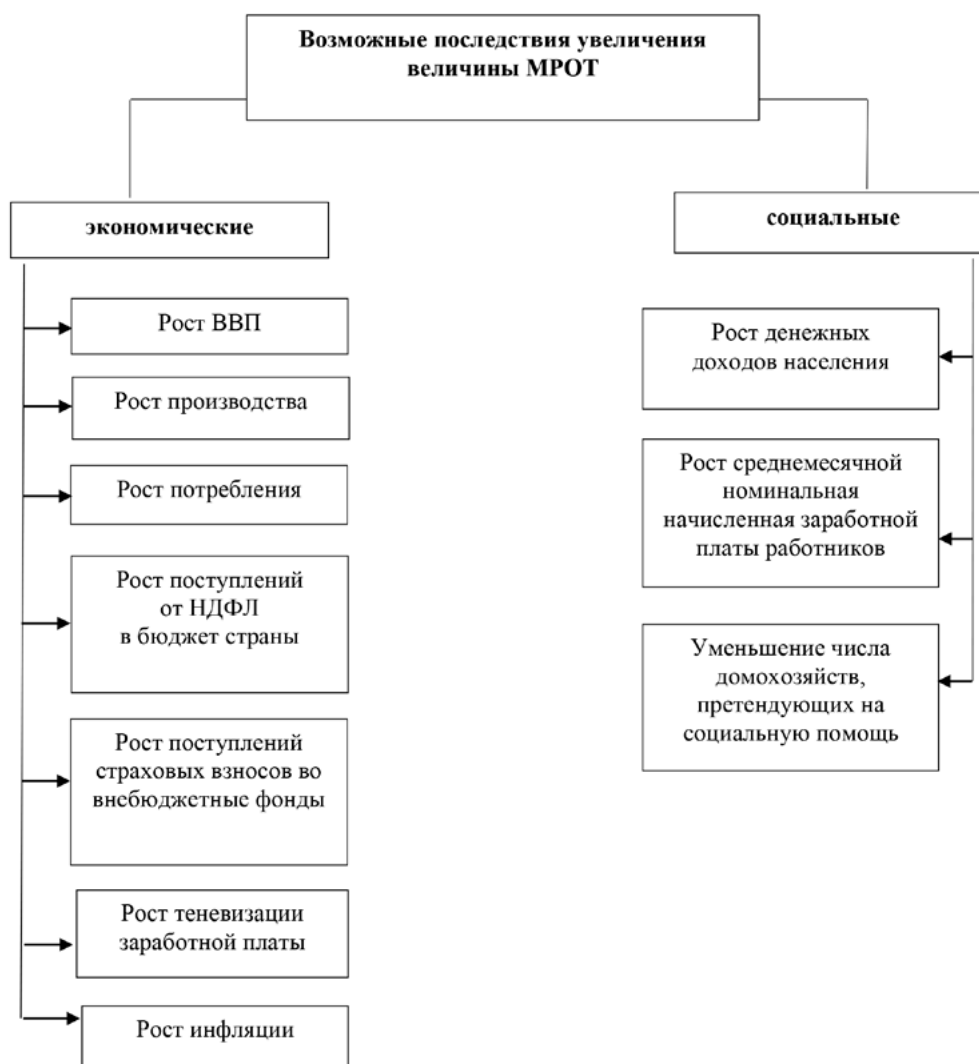 Возможные последствия увеличения
величины МРОТ
экономические
Рост ВВП
Рост производства
Рост потребления
Рост поступлений
от НДФЛ
в бюджет страны
Рост поступлений
страховых взносов во
внебюджетные фонды
Рост теневизации
заработной платы
Рост инфляции
социальные
Рост денежных
доходов населения
Рост среднемесячной
номинальная
начисленная заработной
платы работников
Уменьшение числа
домохозяйств,
претендующих на
социальную помощь